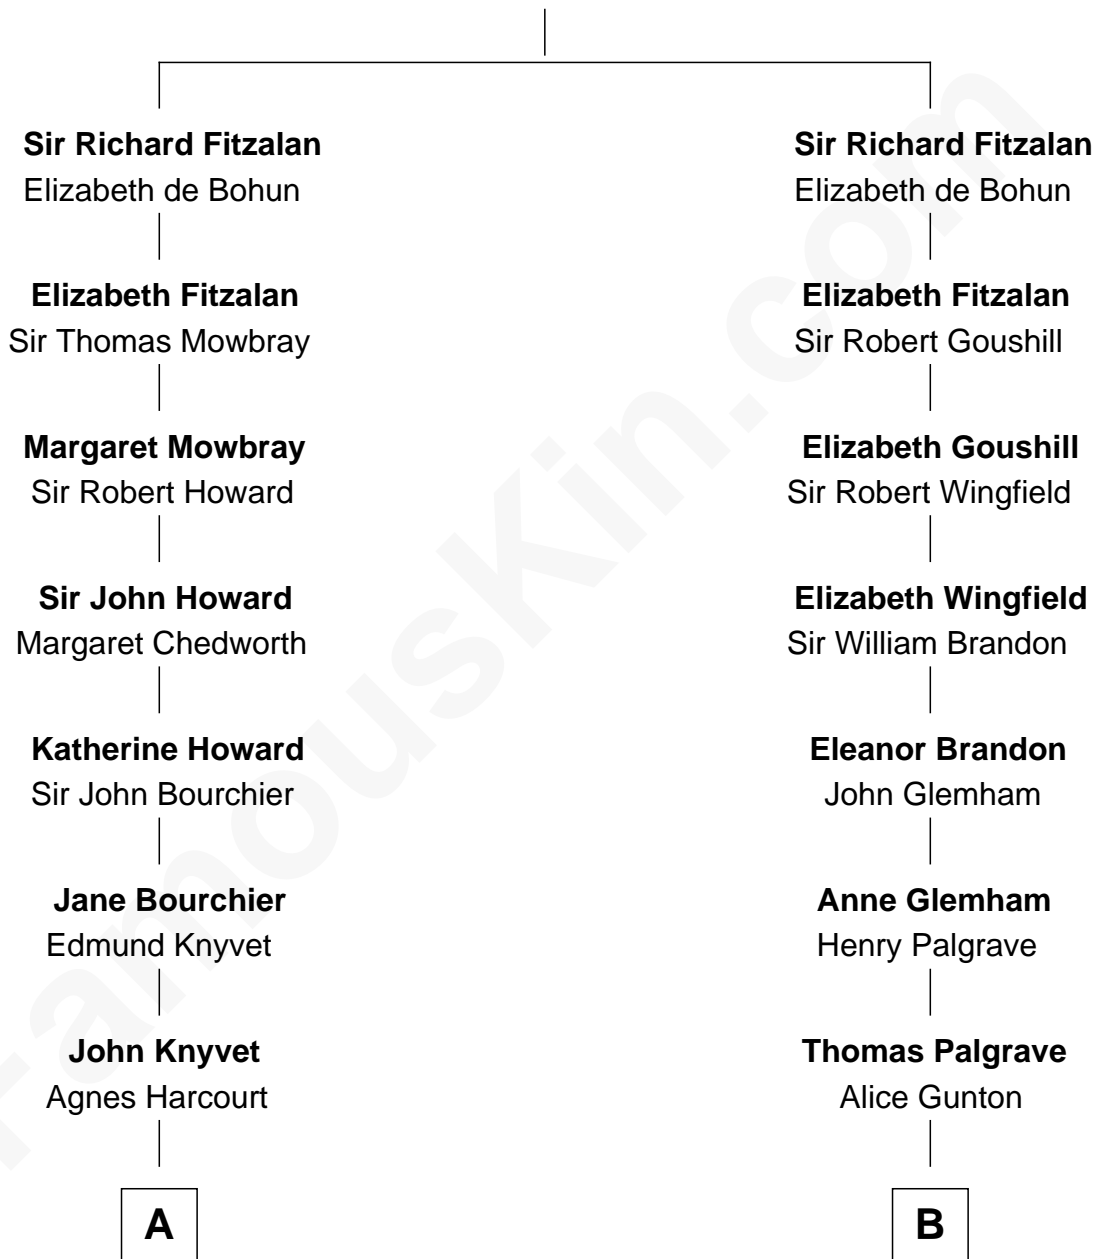 Sir Richard Fitzalan
Elizabeth de Bohun
Elizabeth Fitzalan
Sir Thomas Mowbray
Margaret Mowbray
Sir Robert Howard
Sir John Howard
Margaret Chedworth
Katherine Howard
Sir John Bourchier
Jane Bourchier
Edmund Knyvet
John Knyvet
Agnes Harcourt
A
Sir Richard Fitzalan
Elizabeth de Bohun
Elizabeth Fitzalan
Sir Robert Goushill
Elizabeth Goushill
Sir Robert Wingfield
Elizabeth Wingfield
Sir William Brandon
Eleanor Brandon
John Glemham
Anne Glemham
Henry Palgrave
Thomas Palgrave
Alice Gunton
B
FamousKin.com